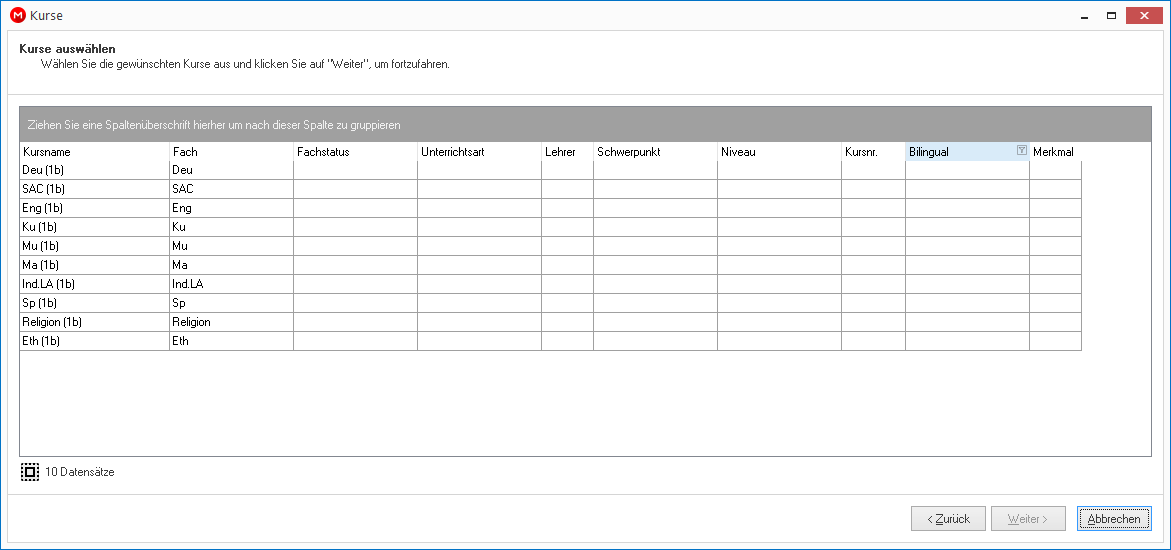 M Kurse
Kurse auswählen
Wählen Sie die gewünschten Kurse aus und klicken Sie auf "Weiter", um fortzufahren.
Ziehen Sie eine Spaltenüberschrift hierher um nach dieser Spalte zu gruppieren
Kursname Fach Fachstatus Unterrichtsart Lehrer Schwerpunkt Niveau Kursnr. Bilingual Merkmal
Deu (1b) Deu
SAC (1b) SAC
Eng (1b) Eng
Ku (1b) Ku
Mu (1b) Mu
Ma (1b) Ma
Ind.LA (1b) Ind.LA
Sp (1b) Sp
Religion (1b) Religion
Eth (1b) Eth
10 Datensätze
< Zurück Weiter > Abbrechen